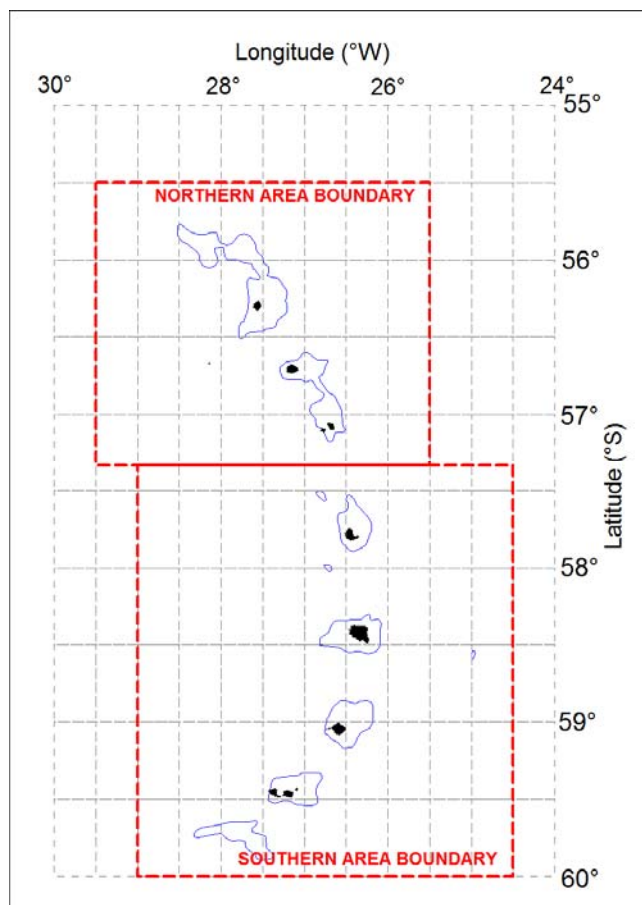 Longitude (°W)
30° 28° 26° 24°
55°
NORTHERN AREA BOUNDARY
56°
57°
Latitude (°S)
58°
59°
SOUTHERN AREA BOUNDARY
60°